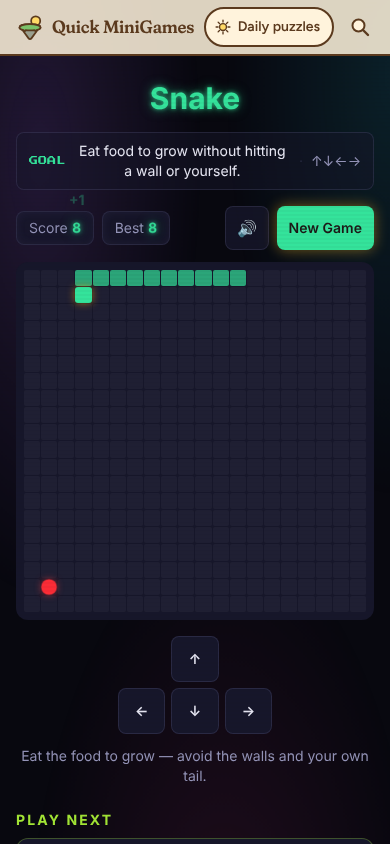 Quick MiniGames
Daily puzzles
Snake
GOAL
Eat food to grow without hitting
a wall or yourself.
↑↓←→
+1
Score 8
Best 8
New Game
↑
← ↓ →
Eat the food to grow — avoid the walls and your own
tail.
PLAY NEXT